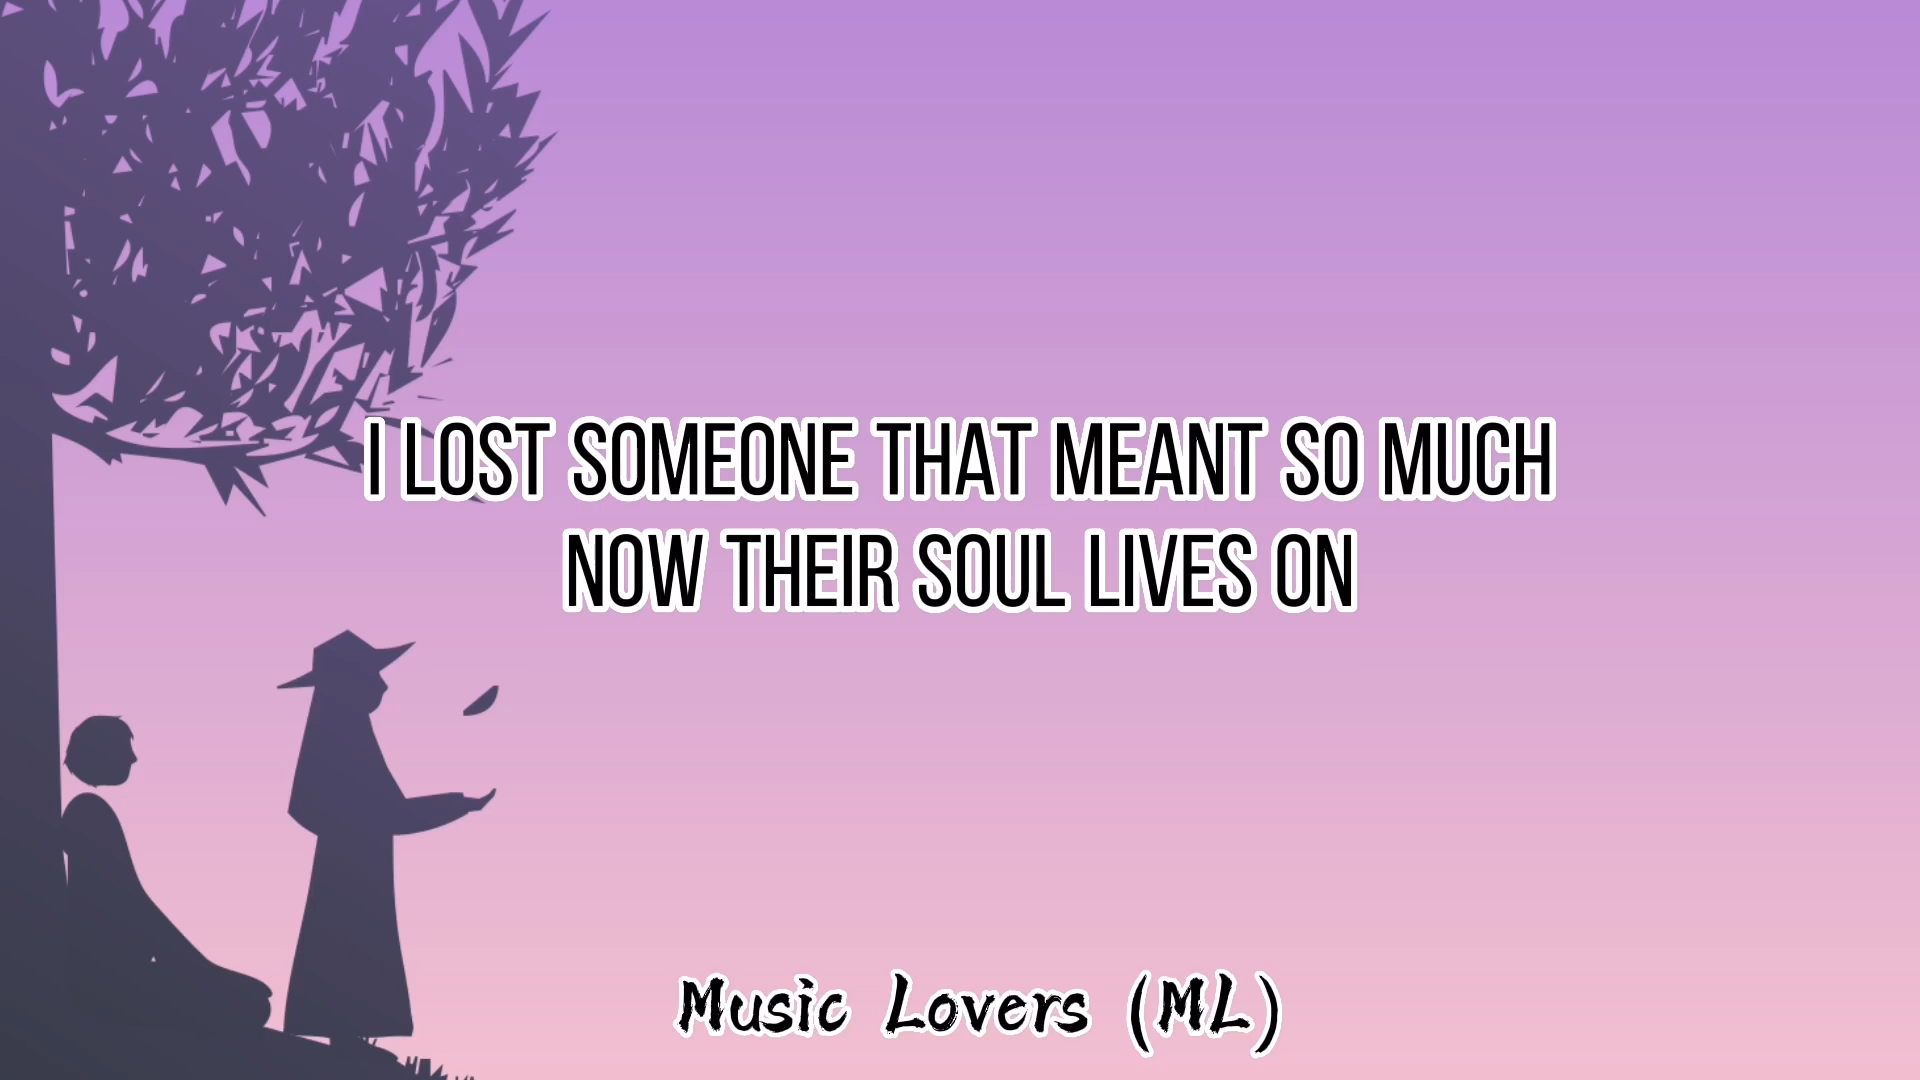 I LOST SOMEONE THAT MEANT SO MUCH
NOW THEIR SOUL LIVES ON
Music Lovers (ML)